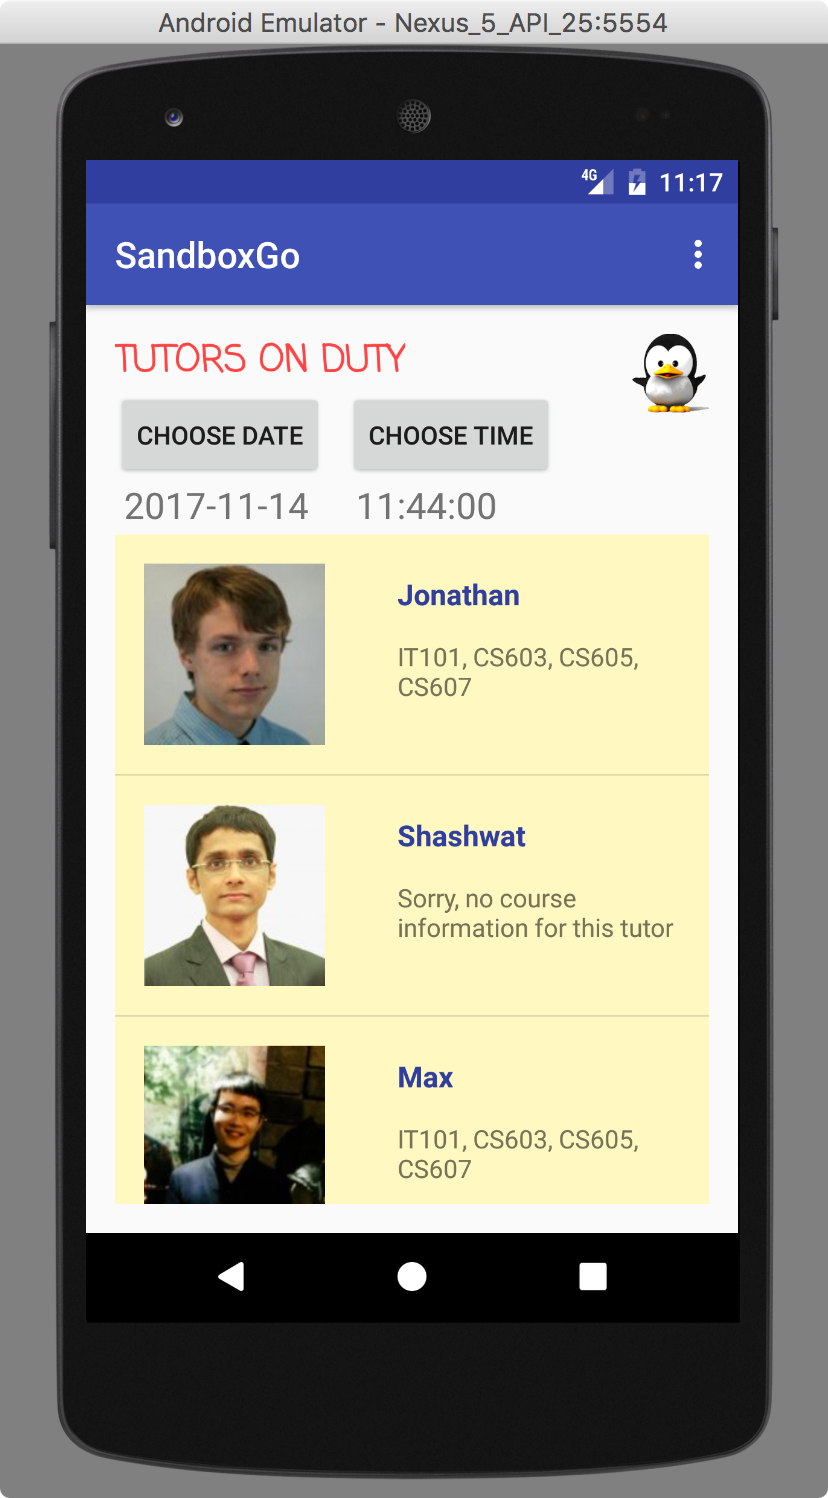 Android Emulator - Nexus_5_API_25:5554
4G 11:17
SandboxGo
TUTORS ON DUTY
CHOOSE DATE CHOOSE TIME
2017-11-14 11:44:00
Jonathan
IT101, CS603, CS605,
CS607
Shashwat
Sorry, no course
information for this tutor
Max
IT101, CS603, CS605,
CS607